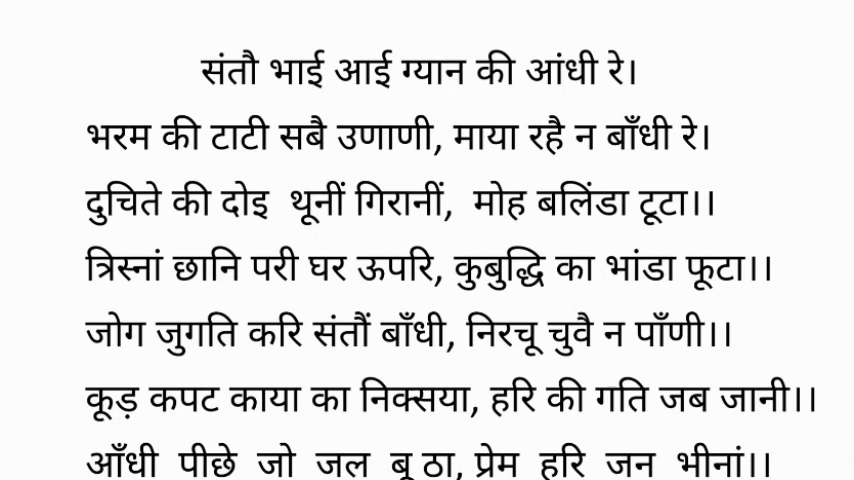 संतौ भाई आई ग्यान की आंधी रे।
भरम की टाटी सबै उणाणी, माया रहै न बाँधी रे।
दुचिते की दोइ थूनीं गिरानीं, मोह बलिंडा टूटा।।
त्रिस्नां छानि परी घर ऊपरि, कुबुद्धि का भांडा फूटा।।
जोग जुगति करि संतौं बाँधी, निरचू चुवै न पाँणी।।
कूड़ कपट काया का निक्सया, हरि की गति जब जानी।।
आँधी पीछे जो जल बू ठा, प्रेम हरि जन भीनां।।